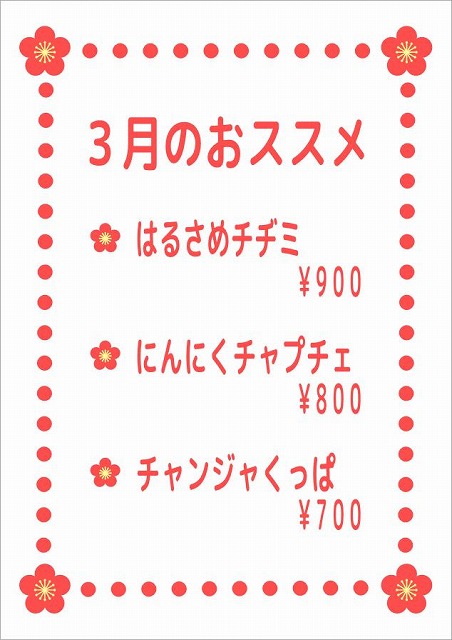 ３月のおススメ
はるさめチヂミ
¥900
にんにくチャプチェ
¥800
チャンジャくっぱ
¥700